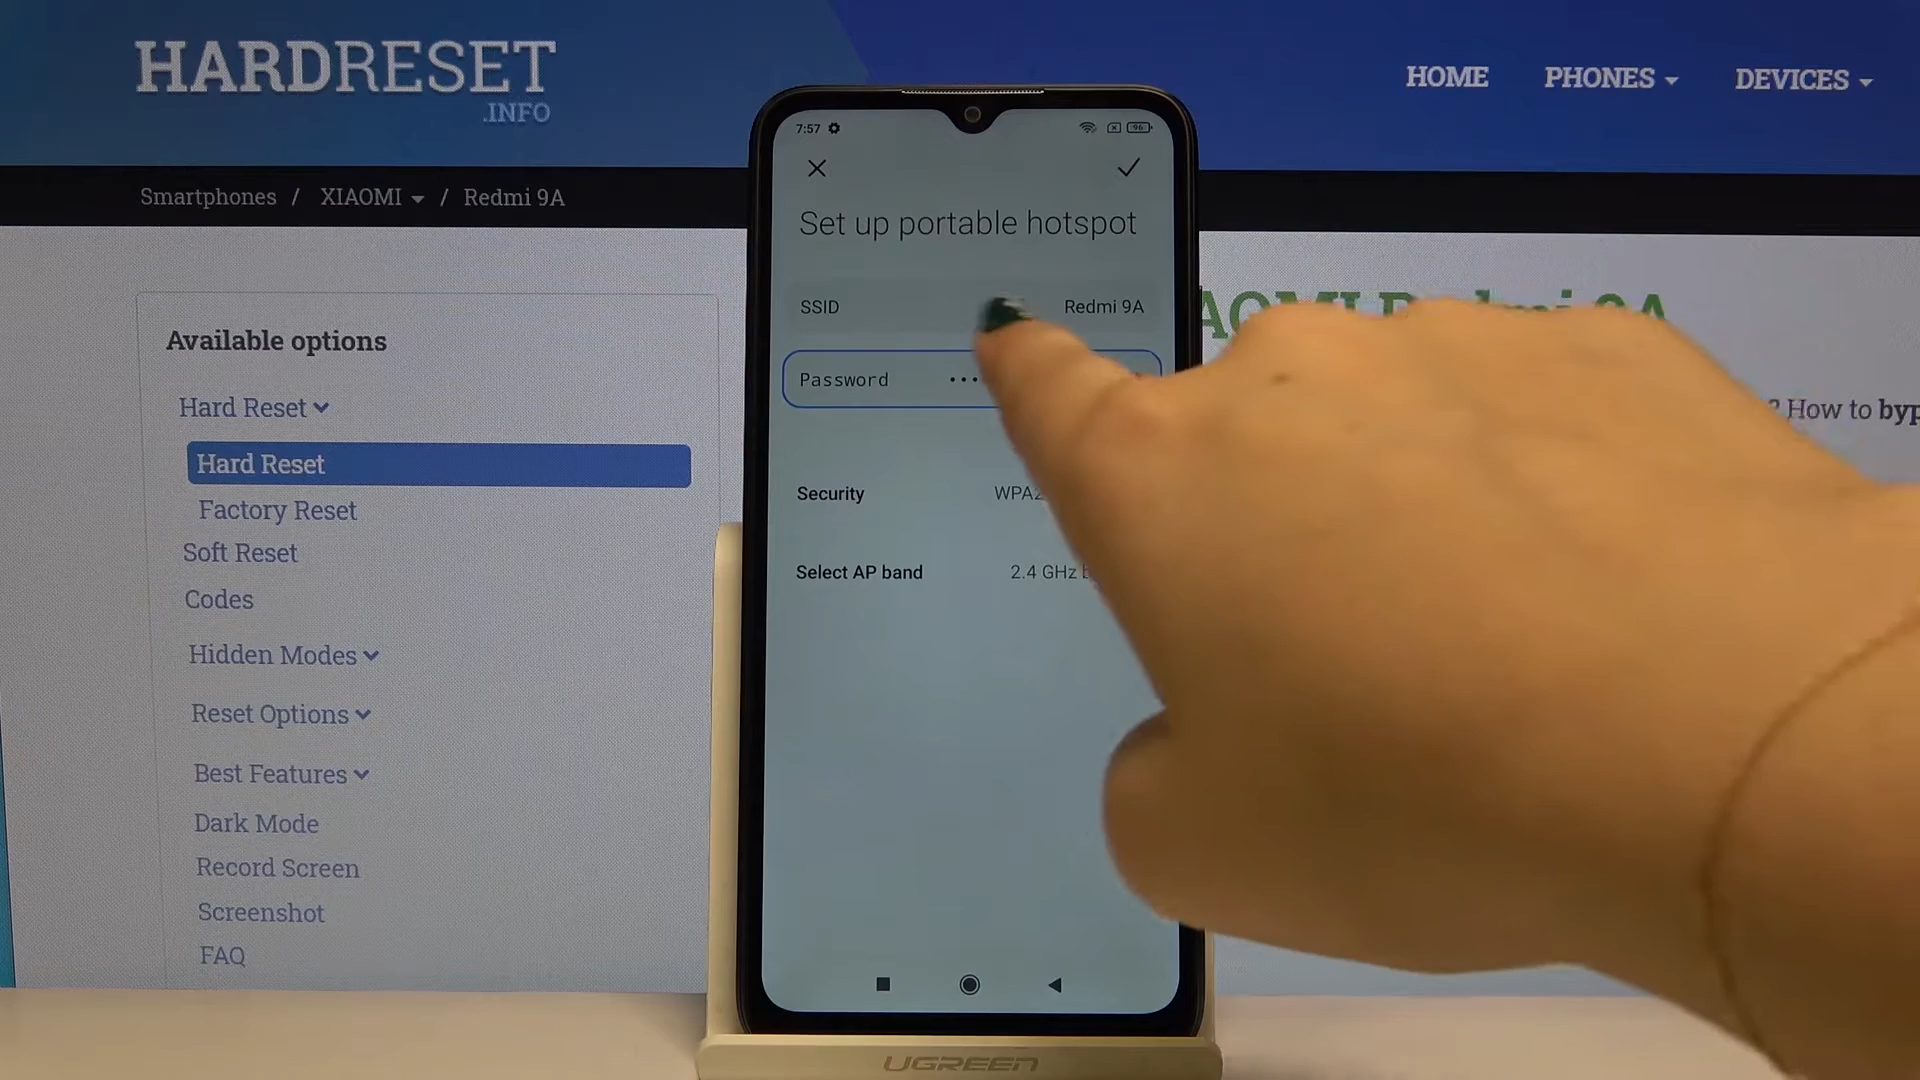 HARDRESET
.INFO
HOME PHONES DEVICES
Smartphones / XIAOMI / Redmi 9A
Available options
Hard Reset
Hard Reset
Factory Reset
Soft Reset
Codes
Hidden Modes
Reset Options
Best Features
Dark Mode
Record Screen
Screenshot
FAQ
7:57
96
Set up portable hotspot
SSID Redmi 9A
Password •••
Security WPA2
Select AP band 2.4 GHz
? How to byp
UGREEN